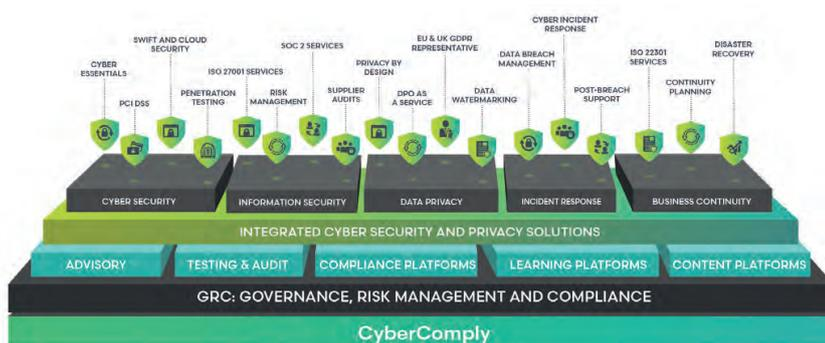 SWIFT AND CLOUD
SECURITY
CYBER
ESSENTIALS
PCI DSS
PENETRATION
TESTING
ISO 27001 SERVICES
RISK
MANAGEMENT
SOC 2 SERVICES
SUPPLIER
AUDITS
PRIVACY BY
DESIGN
DPO AS
A SERVICE
EU & UK GDPR
REPRESENTATIVE
DATA
WATERMARKING
DATA BREACH
MANAGEMENT
CYBER INCIDENT
RESPONSE
POST-BREACH
SUPPORT
ISO 22301
SERVICES
CONTINUITY
PLANNING
DISASTER
RECOVERY
CYBER SECURITY
INFORMATION SECURITY
DATA PRIVACY
INCIDENT RESPONSE
BUSINESS CONTINUITY
INTEGRATED CYBER SECURITY AND PRIVACY SOLUTIONS
ADVISORY
TESTING & AUDIT
COMPLIANCE PLATFORMS
LEARNING PLATFORMS
CONTENT PLATFORMS
GRC: GOVERNANCE, RISK MANAGEMENT AND COMPLIANCE
CyberComply